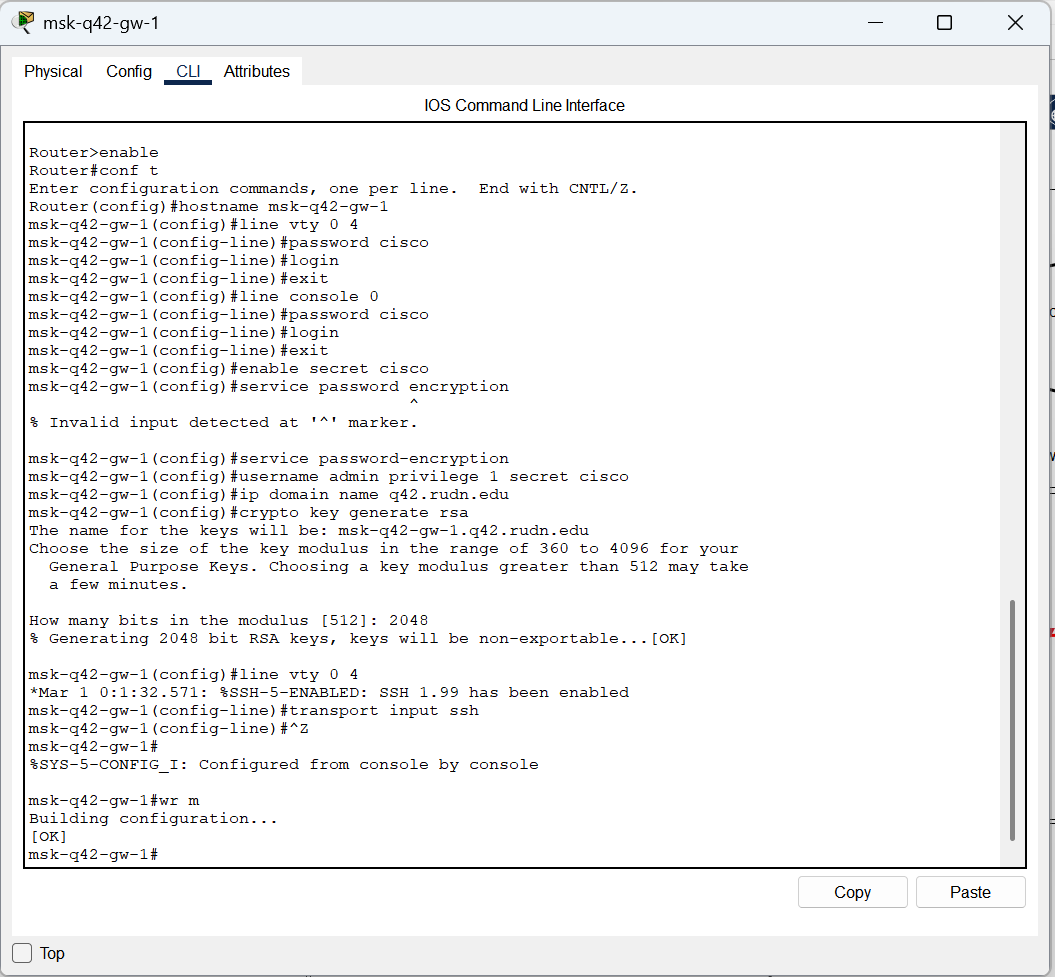 msk-q42-gw-1
Physical Config CLI Attributes
IOS Command Line Interface
Router>enable
Router#conf t
Enter configuration commands, one per line.  End with CNTL/Z.
Router(config)#hostname msk-q42-gw-1
msk-q42-gw-1(config)#line vty 0 4
msk-q42-gw-1(config-line)#password cisco
msk-q42-gw-1(config-line)#login
msk-q42-gw-1(config-line)#exit
msk-q42-gw-1(config)#line console 0
msk-q42-gw-1(config-line)#password cisco
msk-q42-gw-1(config-line)#login
msk-q42-gw-1(config-line)#exit
msk-q42-gw-1(config)#enable secret cisco
msk-q42-gw-1(config)#service password encryption
^
% Invalid input detected at '^' marker.
msk-q42-gw-1(config)#service password-encryption
msk-q42-gw-1(config)#username admin privilege 1 secret cisco
msk-q42-gw-1(config)#ip domain name q42.rudn.edu
msk-q42-gw-1(config)#crypto key generate rsa
The name for the keys will be: msk-q42-gw-1.q42.rudn.edu
Choose the size of the key modulus in the range of 360 to 4096 for your
General Purpose Keys. Choosing a key modulus greater than 512 may take
a few minutes.
How many bits in the modulus [512]: 2048
% Generating 2048 bit RSA keys, keys will be non-exportable...[OK]
msk-q42-gw-1(config)#line vty 0 4
*Mar 1 0:1:32.571: %SSH-5-ENABLED: SSH 1.99 has been enabled
msk-q42-gw-1(config-line)#transport input ssh
msk-q42-gw-1(config-line)#^Z
msk-q42-gw-1#
%SYS-5-CONFIG_I: Configured from console by console
msk-q42-gw-1#wr m
Building configuration...
[OK]
msk-q42-gw-1#
Copy Paste
Top